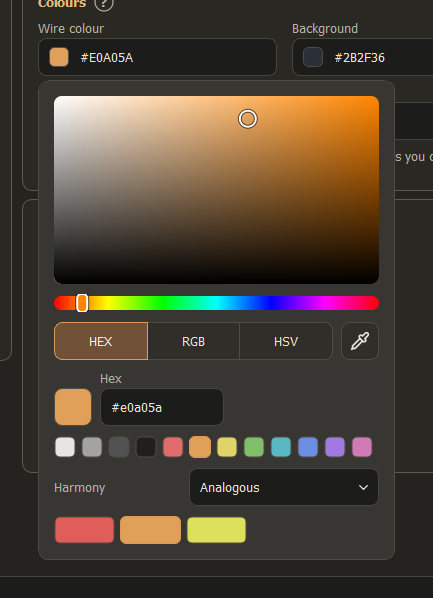 Colours ?
Wire colour
Background
#E0A05A
#2B2F36
s you c
HEX
RGB
HSV
Hex
#e0a05a
Harmony
Analogous